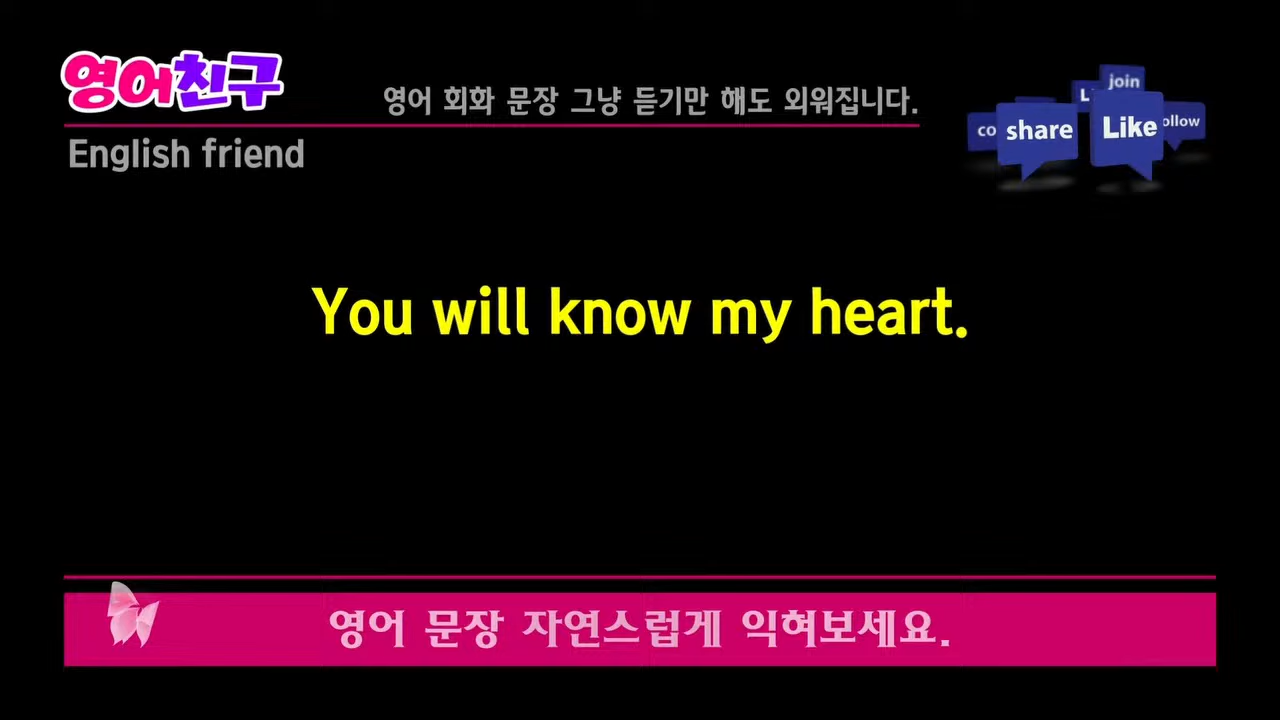 영어친구
영어 회화 문장 그냥 듣기만 해도 외워집니다.
English friend
join
share
Like
You will know my heart.
영어 문장 자연스럽게 익혀보세요.